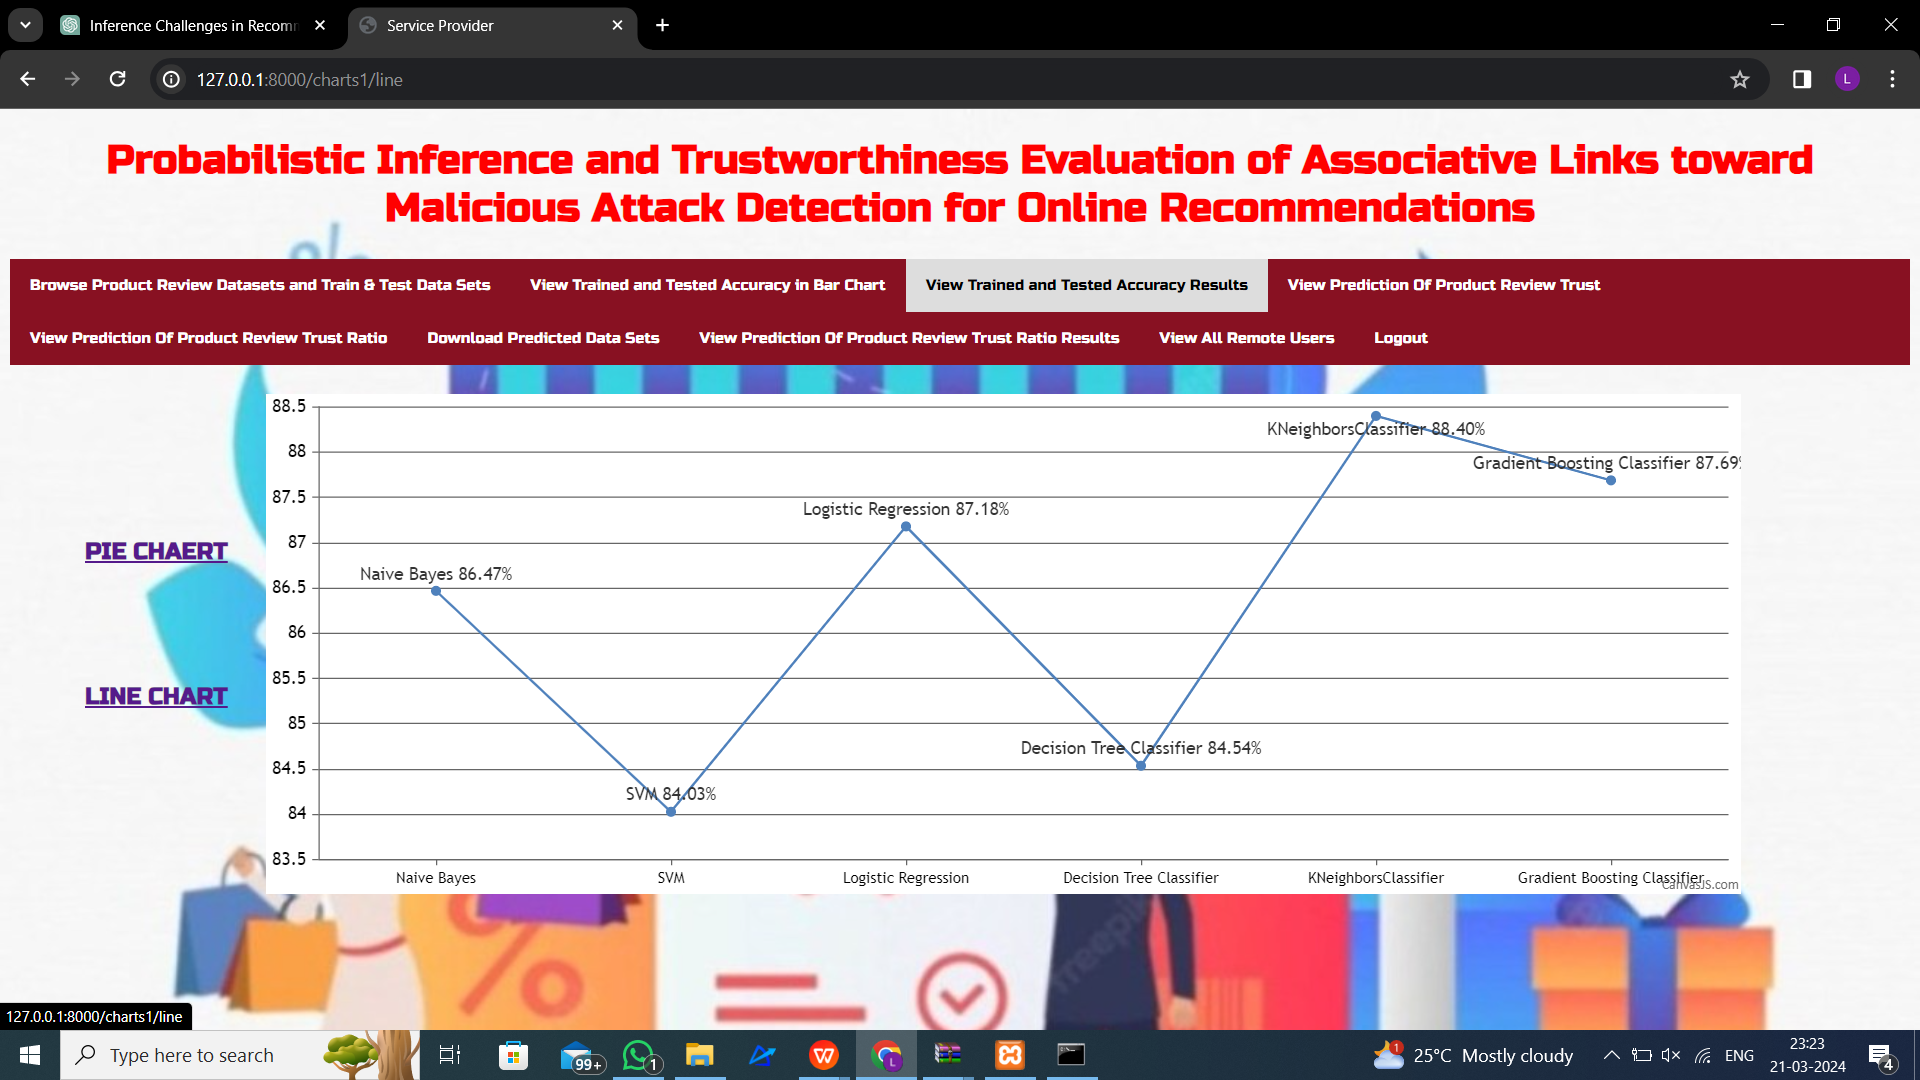 Inference Challenges in Recom
Service Provider
127.0.0.1:8000/charts1/line
L
Probabilistic Inference and Trustworthiness Evaluation of Associative Links toward
Malicious Attack Detection for Online Recommendations
Browse Product Review Datasets and Train & Test Data Sets
View Trained and Tested Accuracy in Bar Chart
View Trained and Tested Accuracy Results
View Prediction Of Product Review Trust
View Prediction Of Product Review Trust Ratio
Download Predicted Data Sets
View Prediction Of Product Review Trust Ratio Results
View All Remote Users
Logout
PIE CHAERT
LINE CHART
88.5
88
87.5
87
86.5
86
85.5
85
84.5
84
83.5
Naive Bayes 86.47%
SVM 84.03%
Logistic Regression 87.18%
Decision Tree Classifier 84.54%
KNeighborsClassifier 88.40%
Gradient Boosting Classifier 87.69%
Naive Bayes
SVM
Logistic Regression
Decision Tree Classifier
KNeighborsClassifier
Gradient Boosting Classifier
CanvasJS.com
%
%
freepik
127.0.0.1:8000/charts1/line
Type here to search
99+
1
W
L
1
25°C Mostly cloudy
ENG
23:23
21-03-2024
4